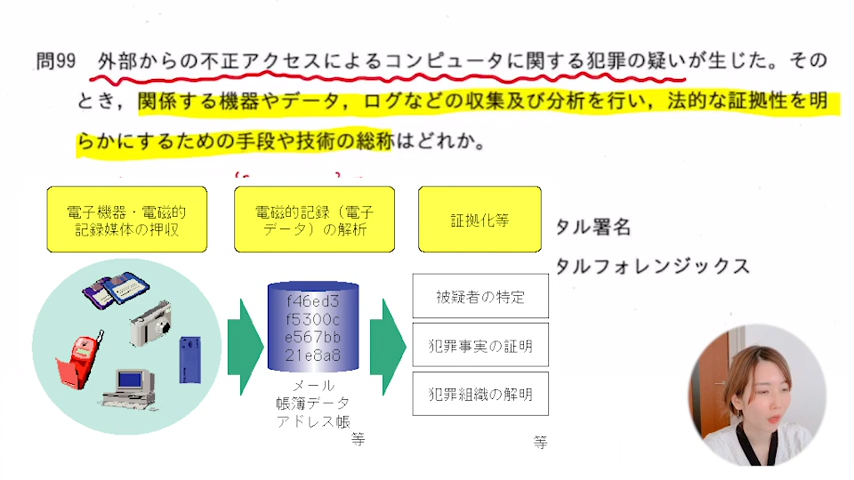 問99 外部からの不正アクセスによるコンピュータに関する犯罪の疑いが生じた。その
とき，関係する機器やデータ，ログなどの収集及び分析を行い，法的な証拠性を明
らかにするための手段や技術の総称はどれか。
電子機器・電磁的
記録媒体の押収
電磁的記録（電子
データ）の解析
証拠化等
タル署名
タルフォレンジックス
f46ed3
f5300c
e567bb
21e8a8
メール
帳簿データ
アドレス帳
等
被疑者の特定
犯罪事実の証明
犯罪組織の解明
等